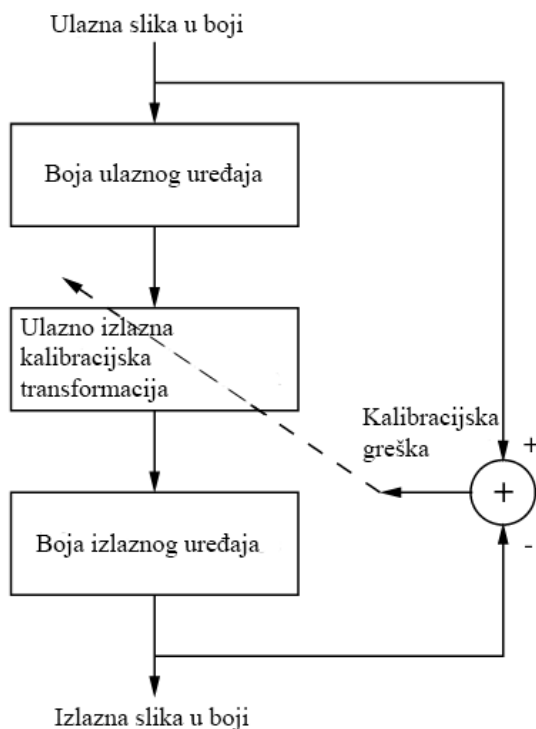 Ulazna slika u boji
Boja ulaznog uređaja
Ulazno izlazna
kalibracijska
transformacija
Kalibracijska
greška
+
+
-
Boja izlaznog uređaja
Izlazna slika u boji